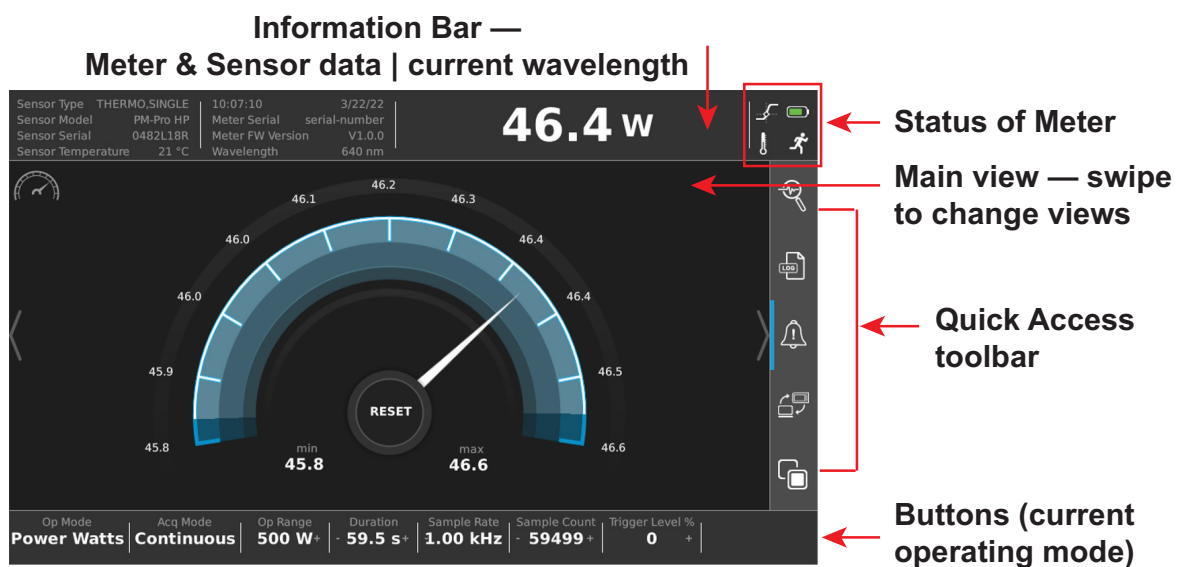 Information Bar —
Meter & Sensor data | current wavelength
Sensor Type THERMO,SINGLE
Sensor Model PM-Pro HP
Sensor Serial 0482L18R
Sensor Temperature 21 °C
10:07:10 3/22/22
Meter Serial serial-number
Meter FW Version V1.0.0
Wavelength 640 nm
46.4 W
Status of Meter
Main view — swipe
to change views
46.2
46.1
46.3
46.0
46.4
46.0
46.4
45.9
46.5
45.8
46.6
RESET
min
45.8
max
46.6
LOG
Quick Access
toolbar
Op Mode
Power Watts
Acq Mode
Continuous
Op Range
500 W+
Duration
- 59.5 s+
Sample Rate
1.00 kHz
Sample Count
- 59499 +
Trigger Level %
0 +
Buttons (current
operating mode)